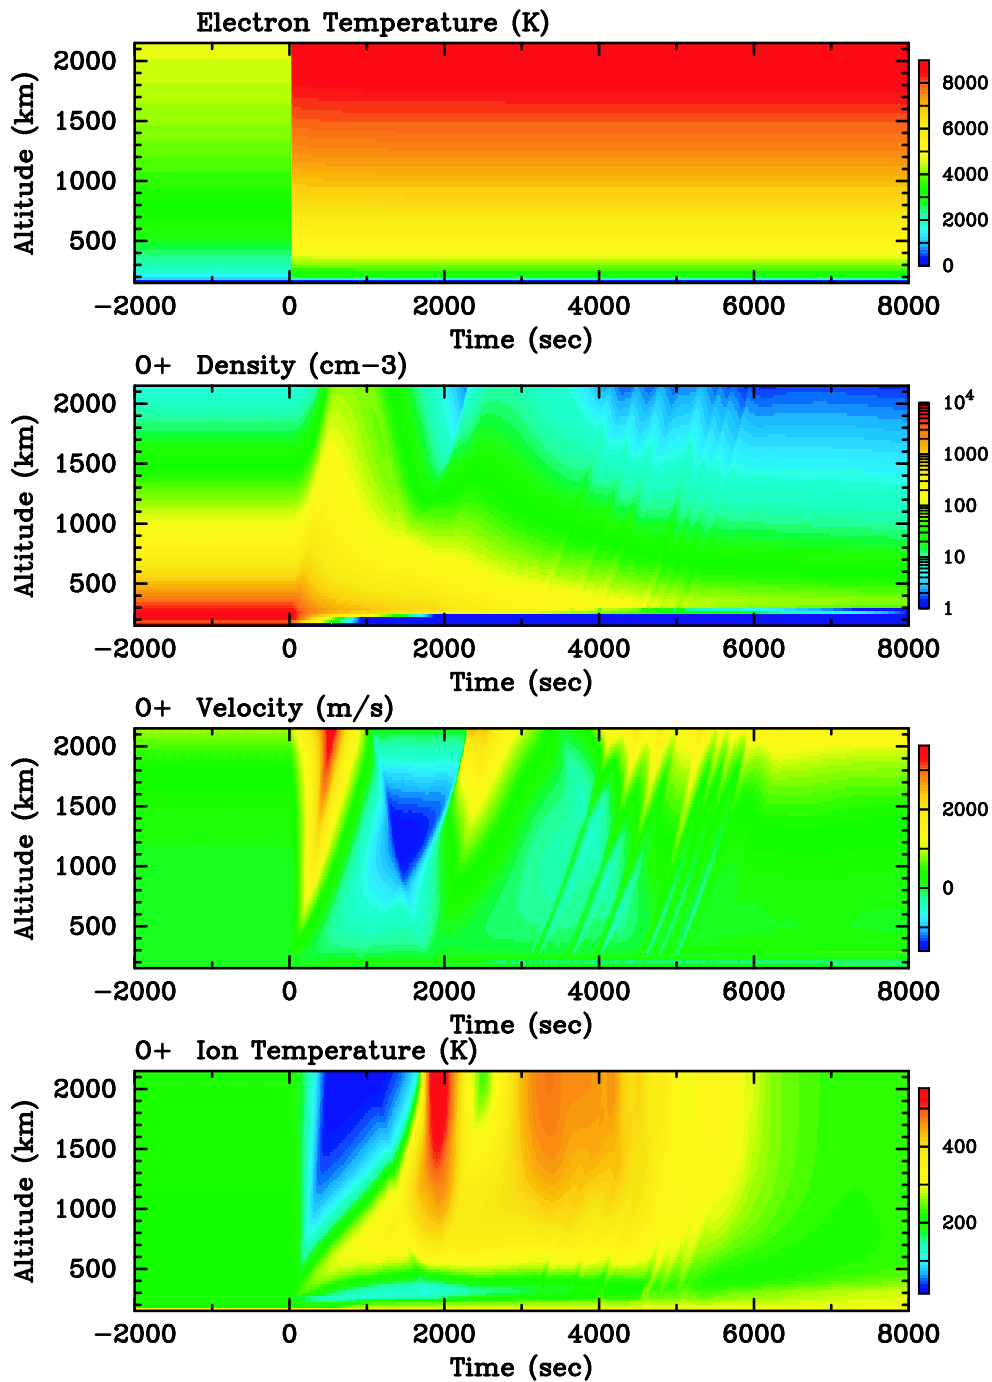 Electron Temperature (K)
Altitude (km)
2000
1500
1000
500
8000
6000
4000
2000
0
−2000 0 2000 4000 6000 8000
Time (sec)
O+ Density (cm−3)
Altitude (km)
2000
1500
1000
500
10^4
1000
100
10
1
−2000 0 2000 4000 6000 8000
Time (sec)
O+ Velocity (m/s)
Altitude (km)
2000
1500
1000
500
2000
0
−2000 0 2000 4000 6000 8000
Time (sec)
O+ Ion Temperature (K)
Altitude (km)
2000
1500
1000
500
400
200
−2000 0 2000 4000 6000 8000
Time (sec)